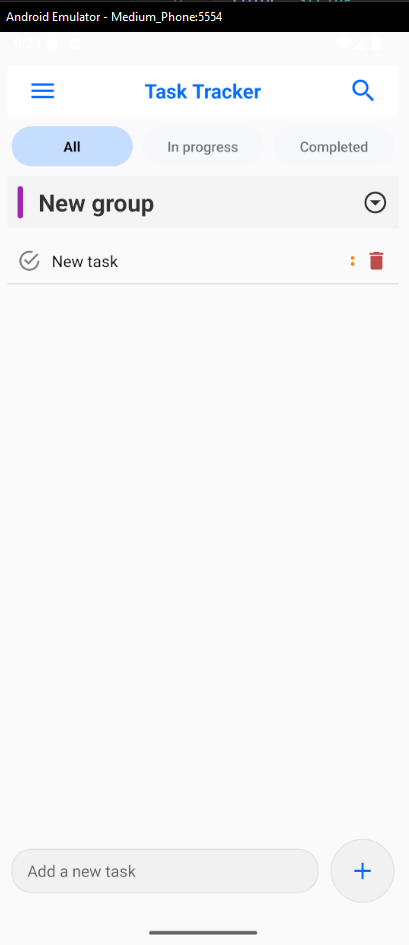 Android Emulator - Medium_Phone:5554
Task Tracker
All
In progress
Completed
New group
New task
Add a new task